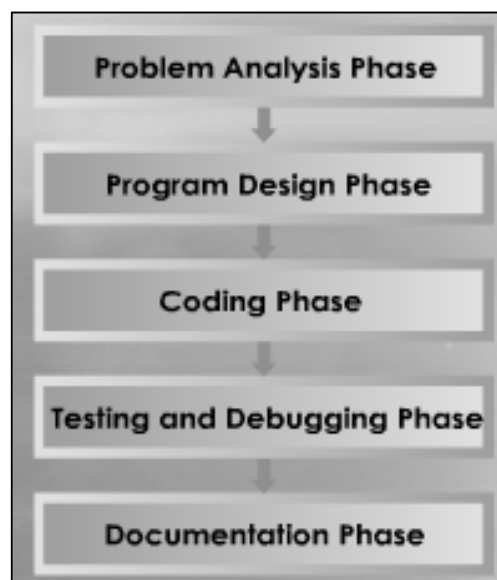 Problem Analysis Phase
Program Design Phase
Coding Phase
Testing and Debugging Phase
Documentation Phase